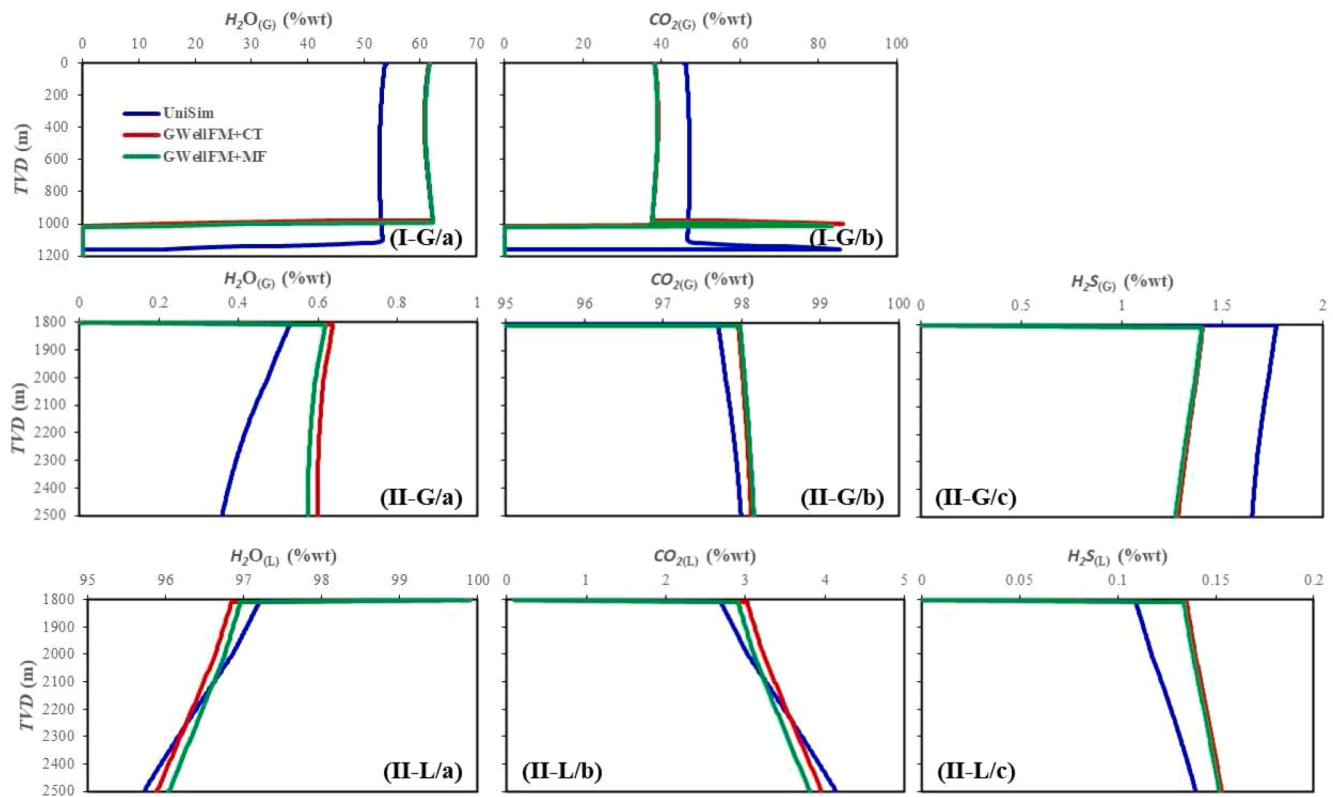 H2O(G) (%wt)
CO2(G) (%wt)
0 10 20 30 40 50 60 70
0 20 40 60 80 100
TVD (m)
0
200
400
600
800
1000
1200
UniSim
GWellFM+CT
GWellFM+MF
(I-G/a)
(I-G/b)
H2O(G) (%wt)
CO2(G) (%wt)
H2S(G) (%wt)
0 0.2 0.4 0.6 0.8 1
95 96 97 98 99 100
0 0.5 1 1.5 2
TVD (m)
1800
1900
2000
2100
2200
2300
2400
2500
(II-G/a)
(II-G/b)
(II-G/c)
H2O(L) (%wt)
CO2(L) (%wt)
H2S(L) (%wt)
95 96 97 98 99 100
0 1 2 3 4 5
0 0.05 0.1 0.15 0.2
TVD (m)
1800
1900
2000
2100
2200
2300
2400
2500
(II-L/a)
(II-L/b)
(II-L/c)